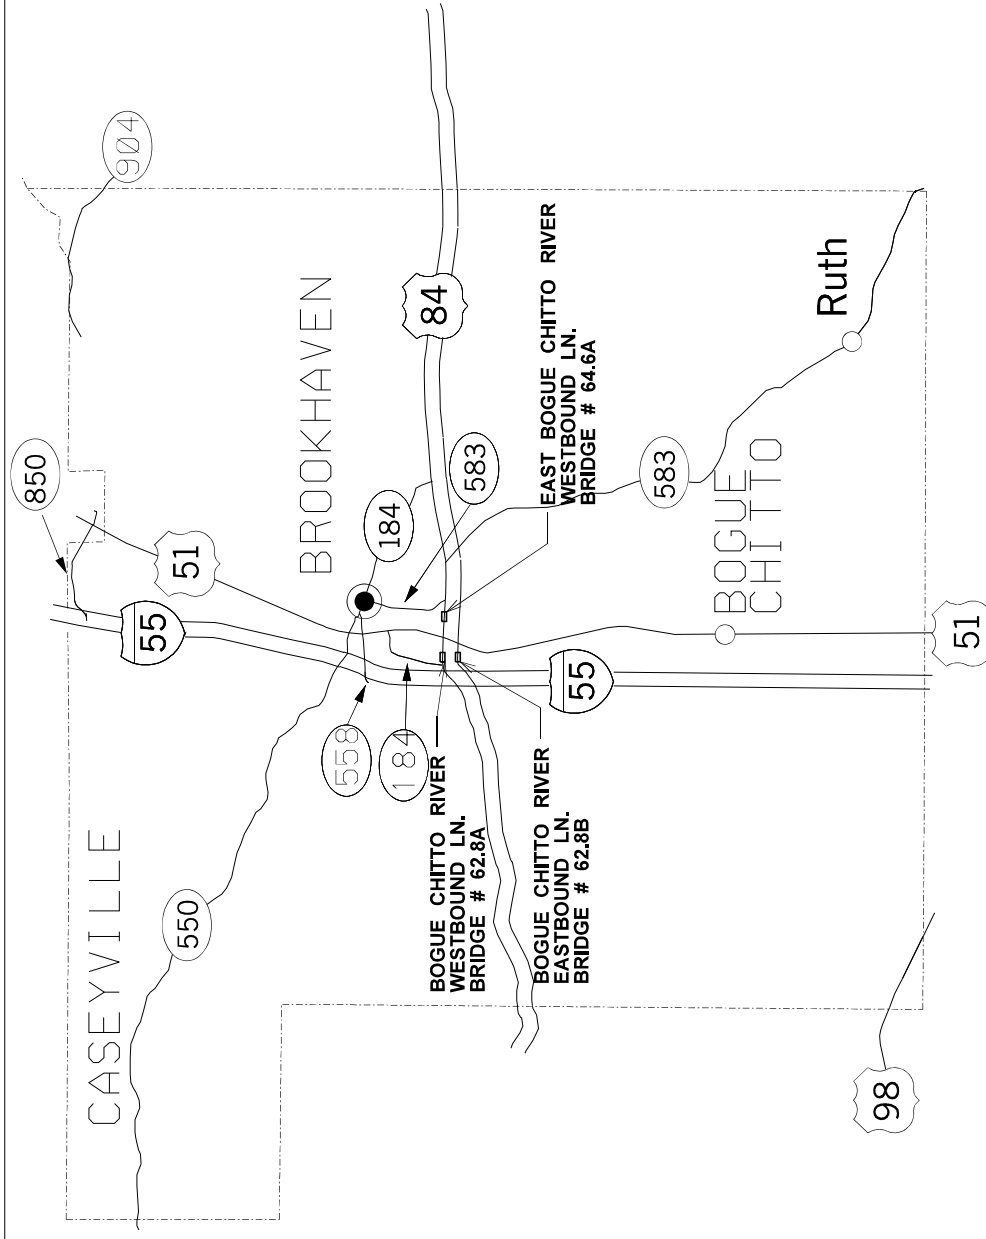 904
850
51
55
BROOKHAVEN
84
184
583
EAST BOGUE CHITTO RIVER
WESTBOUND LN.
BRIDGE # 64.6A
Ruth
583
BOGUE
CHITTO
51
55
558
184
CASEYVILLE
550
BOGUE CHITTO RIVER
WESTBOUND LN.
BRIDGE # 62.8A
BOGUE CHITTO RIVER
EASTBOUND LN.
BRIDGE # 62.8B
98